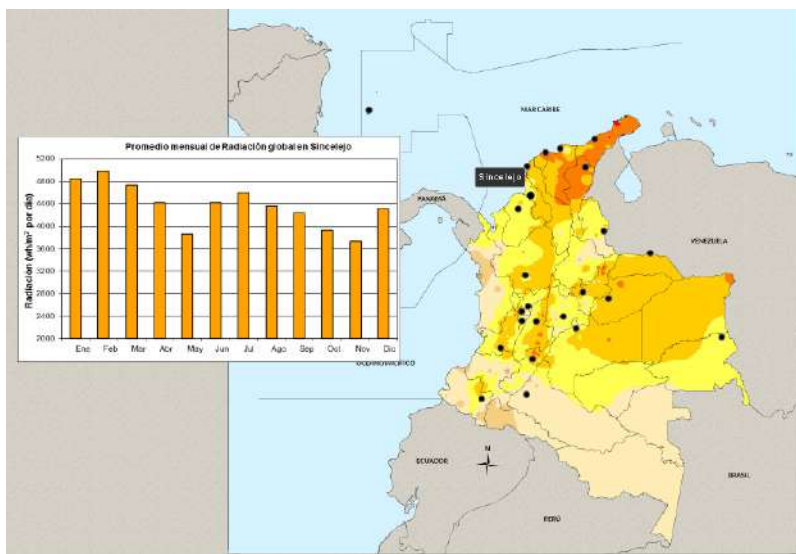 MAR CARIBE
Promedio mensual de Radiación global en Sincelejo
5200
4800
4400
4000
3600
3200
2800
2400
2000
Radiación (wh/m² por día)
Ene Feb Mar Abr May Jun Jul Ago Sep Oct Nov Dic
Sincelejo
PANAMÁ
VENEZUELA
OCÉANO PACÍFICO
N
ECUADOR
BRASIL
PERÚ